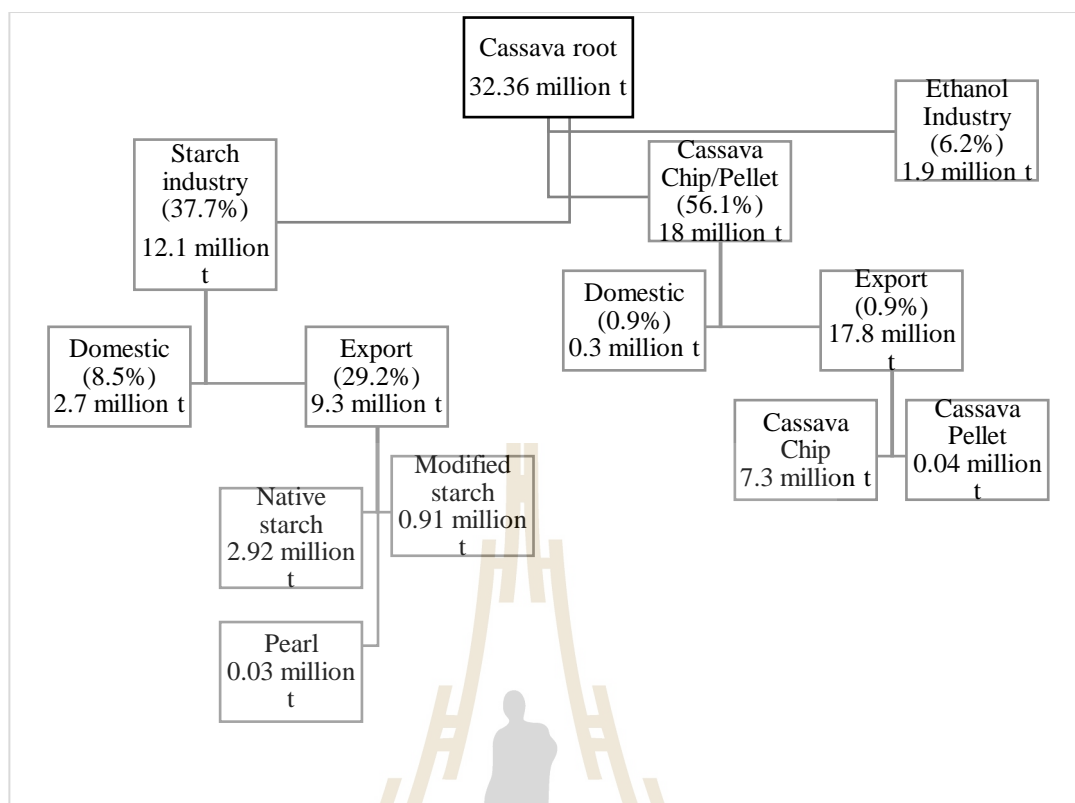 Cassava root
32.36 million t
Ethanol
Industry
(6.2%)
1.9 million t
Starch
industry
(37.7%)
12.1 million
t
Cassava
Chip/Pellet
(56.1%)
18 million t
Domestic
(8.5%)
2.7 million t
Export
(29.2%)
9.3 million t
Domestic
(0.9%)
0.3 million t
Export
(0.9%)
17.8 million
t
Native
starch
2.92 million
t
Modified
starch
0.91 million
t
Pearl
0.03 million
t
Cassava
Chip
7.3 million t
Cassava
Pellet
0.04 million
t